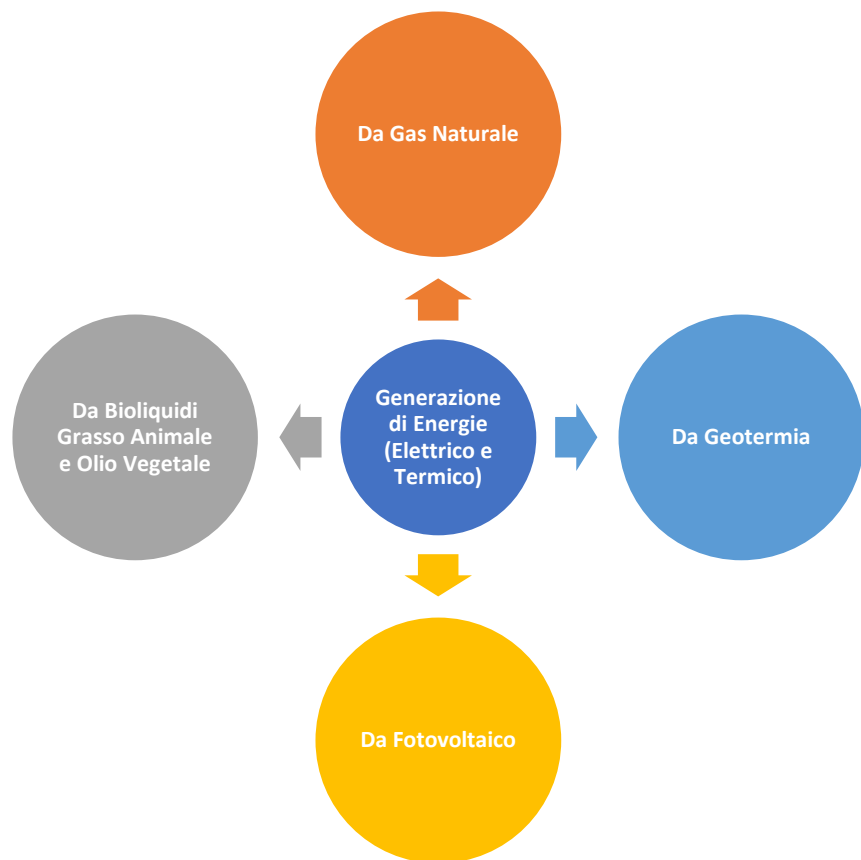 Da Gas Naturale
Da Bioliquidi
Grasso Animale
e Olio Vegetale
Generazione
di Energie
(Elettrico e
Termico)
Da Geotermia
Da Fotovoltaico